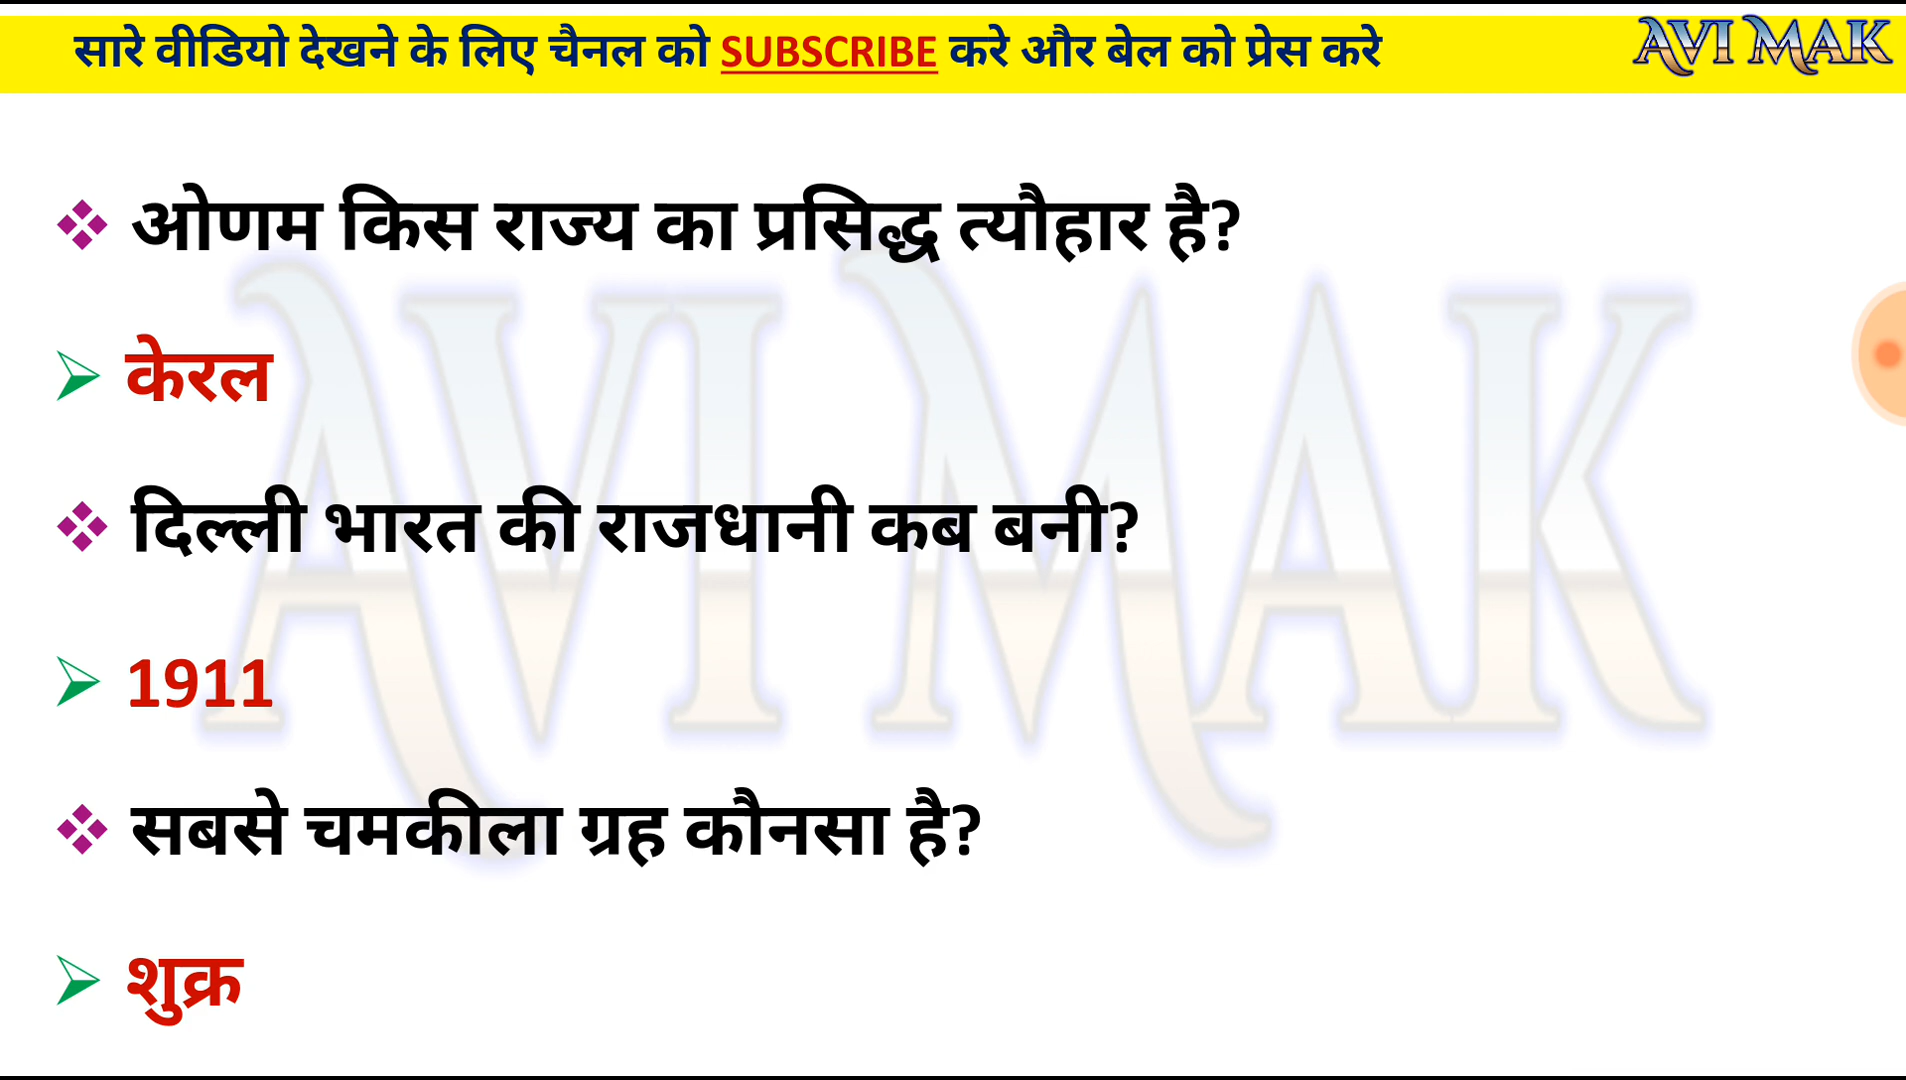 सारे वीडियो देखने के लिए चैनल को SUBSCRIBE करे और बेल को प्रेस करे
AVI MAK
ओणम किस राज्य का प्रसिद्ध त्यौहार है?
केरल
दिल्ली भारत की राजधानी कब बनी?
1911
सबसे चमकीला ग्रह कौनसा है?
शुक्र
AVI MAK